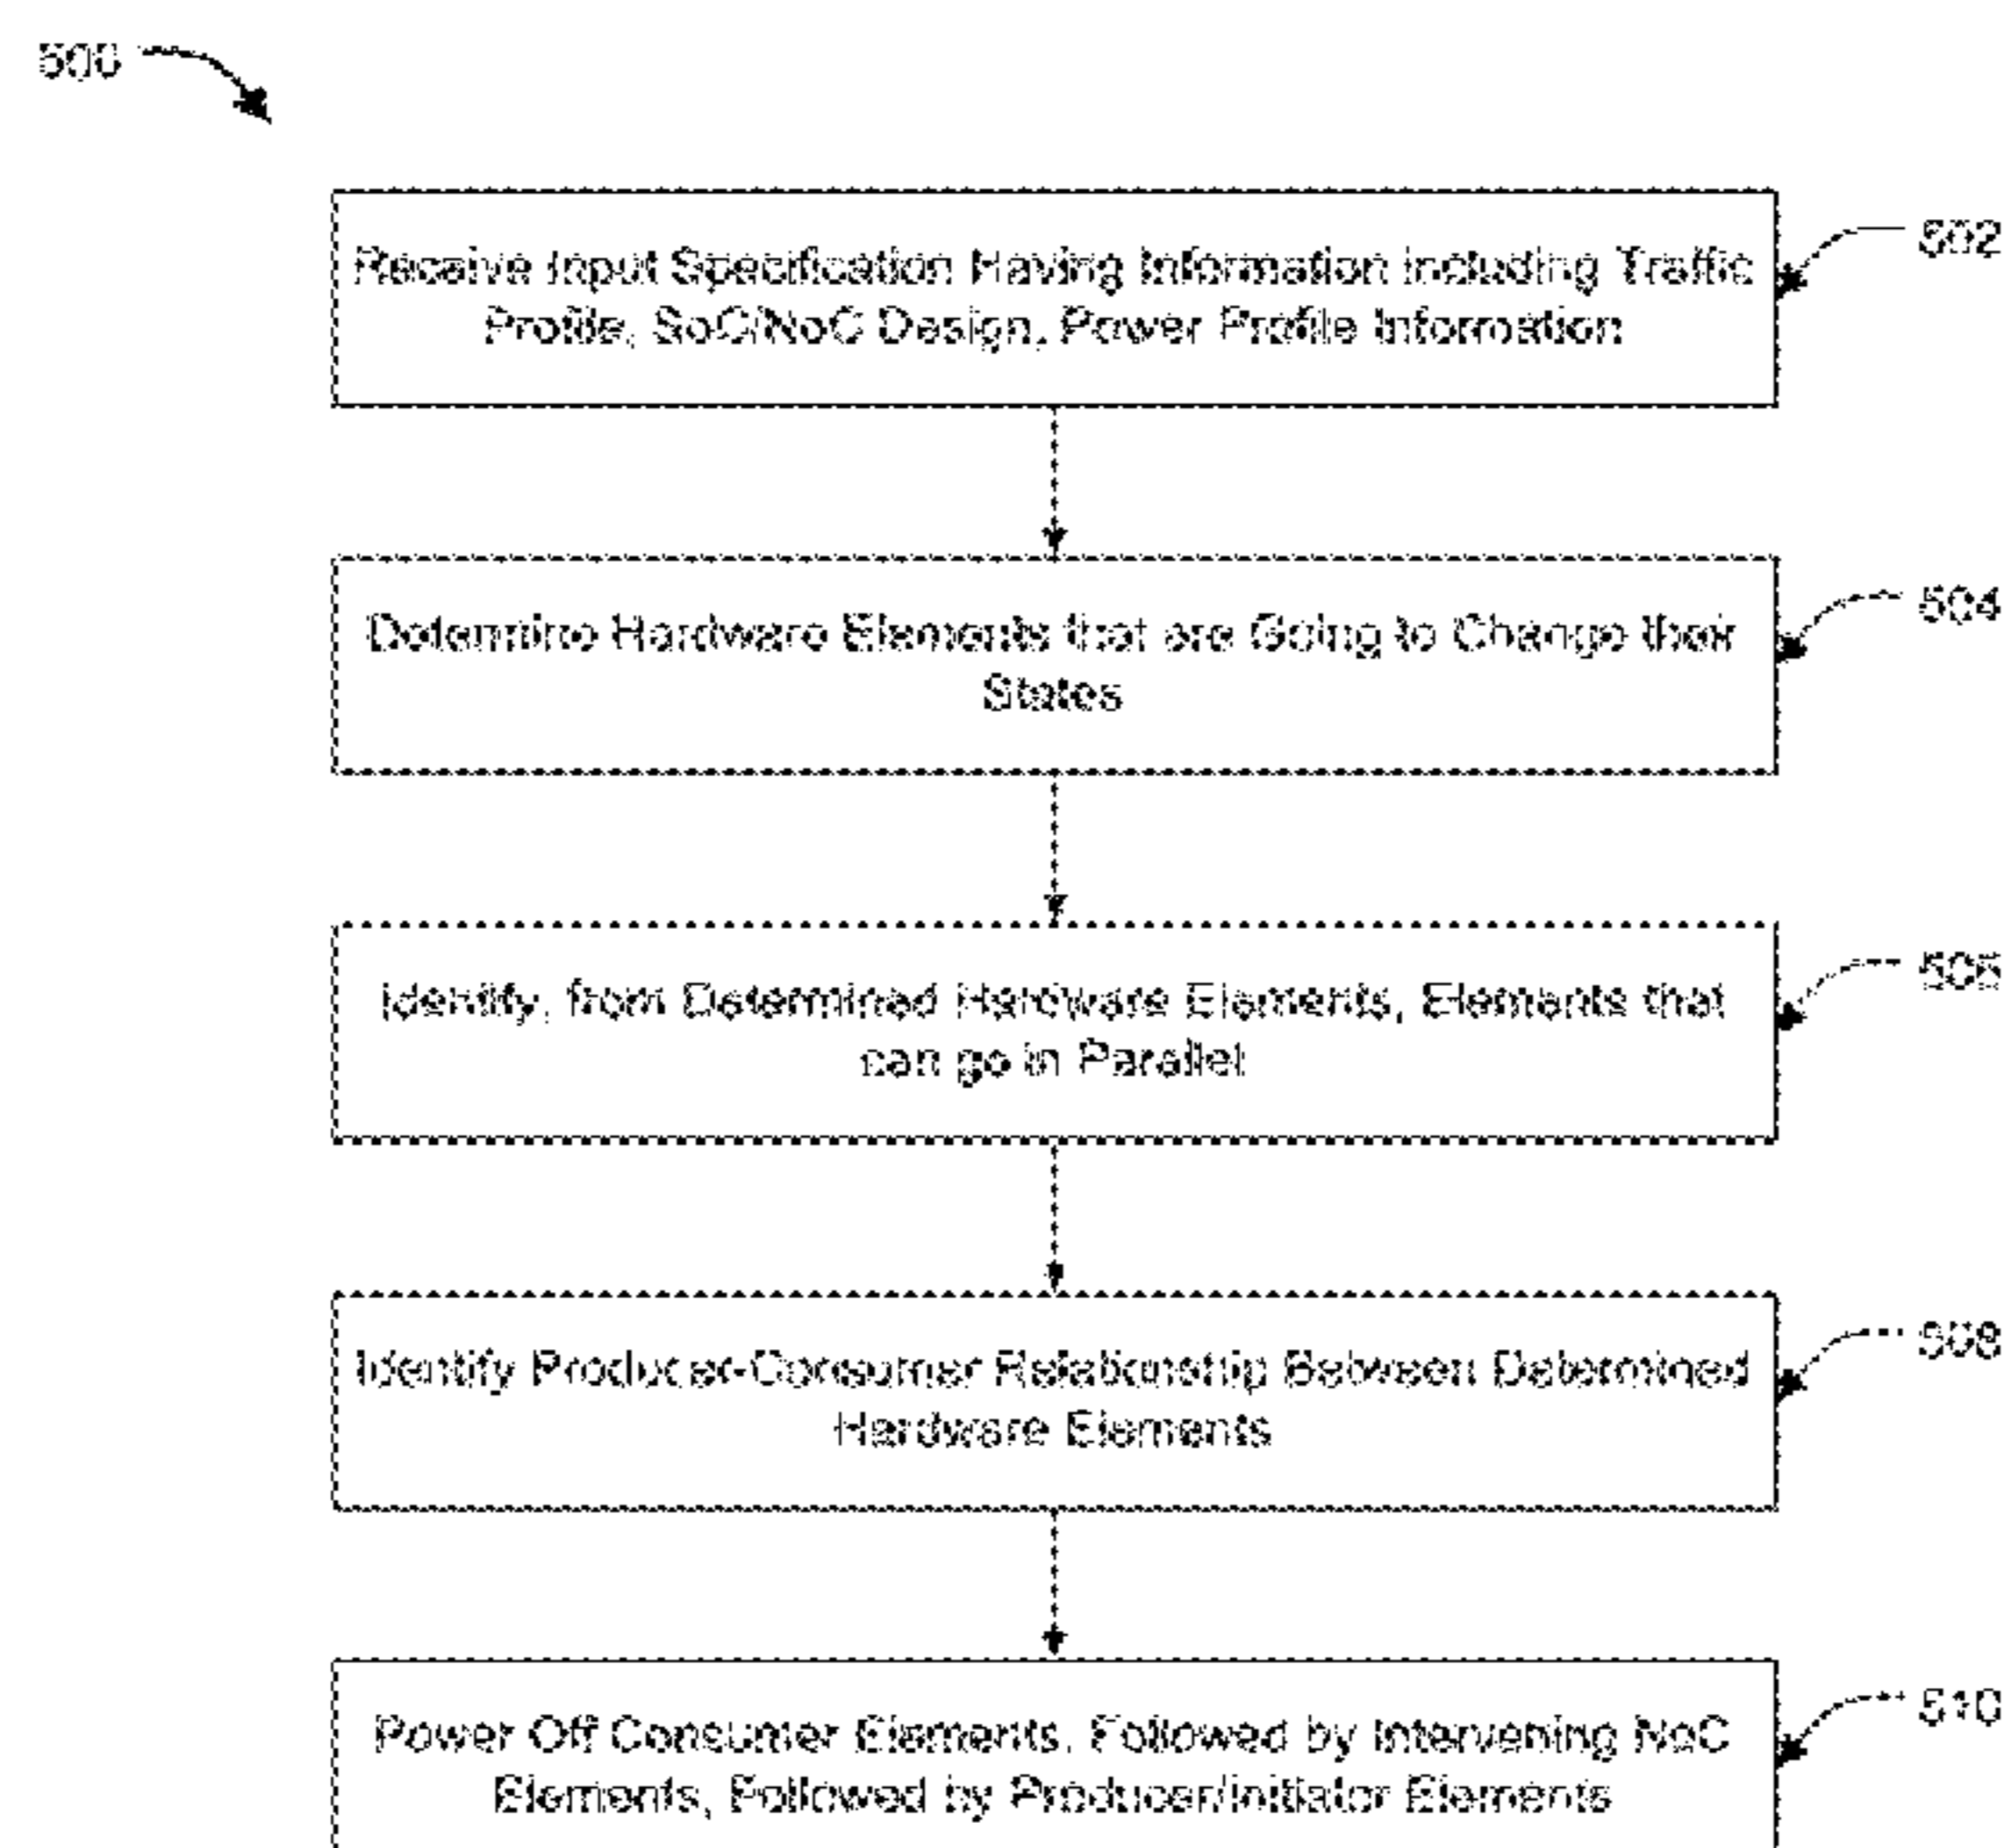 500
502
Receive Input Specification Having Information including Traffic
Profile, SoC/NoC Design, Power Profile Information
504
Determine Hardware Elements that are Going to Change their
States
506
Identify, from Determined Hardware Elements, Elements that
can go in Parallel
508
Identify Producer-Consumer Relationship Between Determined
Hardware Elements
510
Power Off Consumer Elements, Followed by Intervening NoC
Elements, Followed by Producer/Initiator Elements